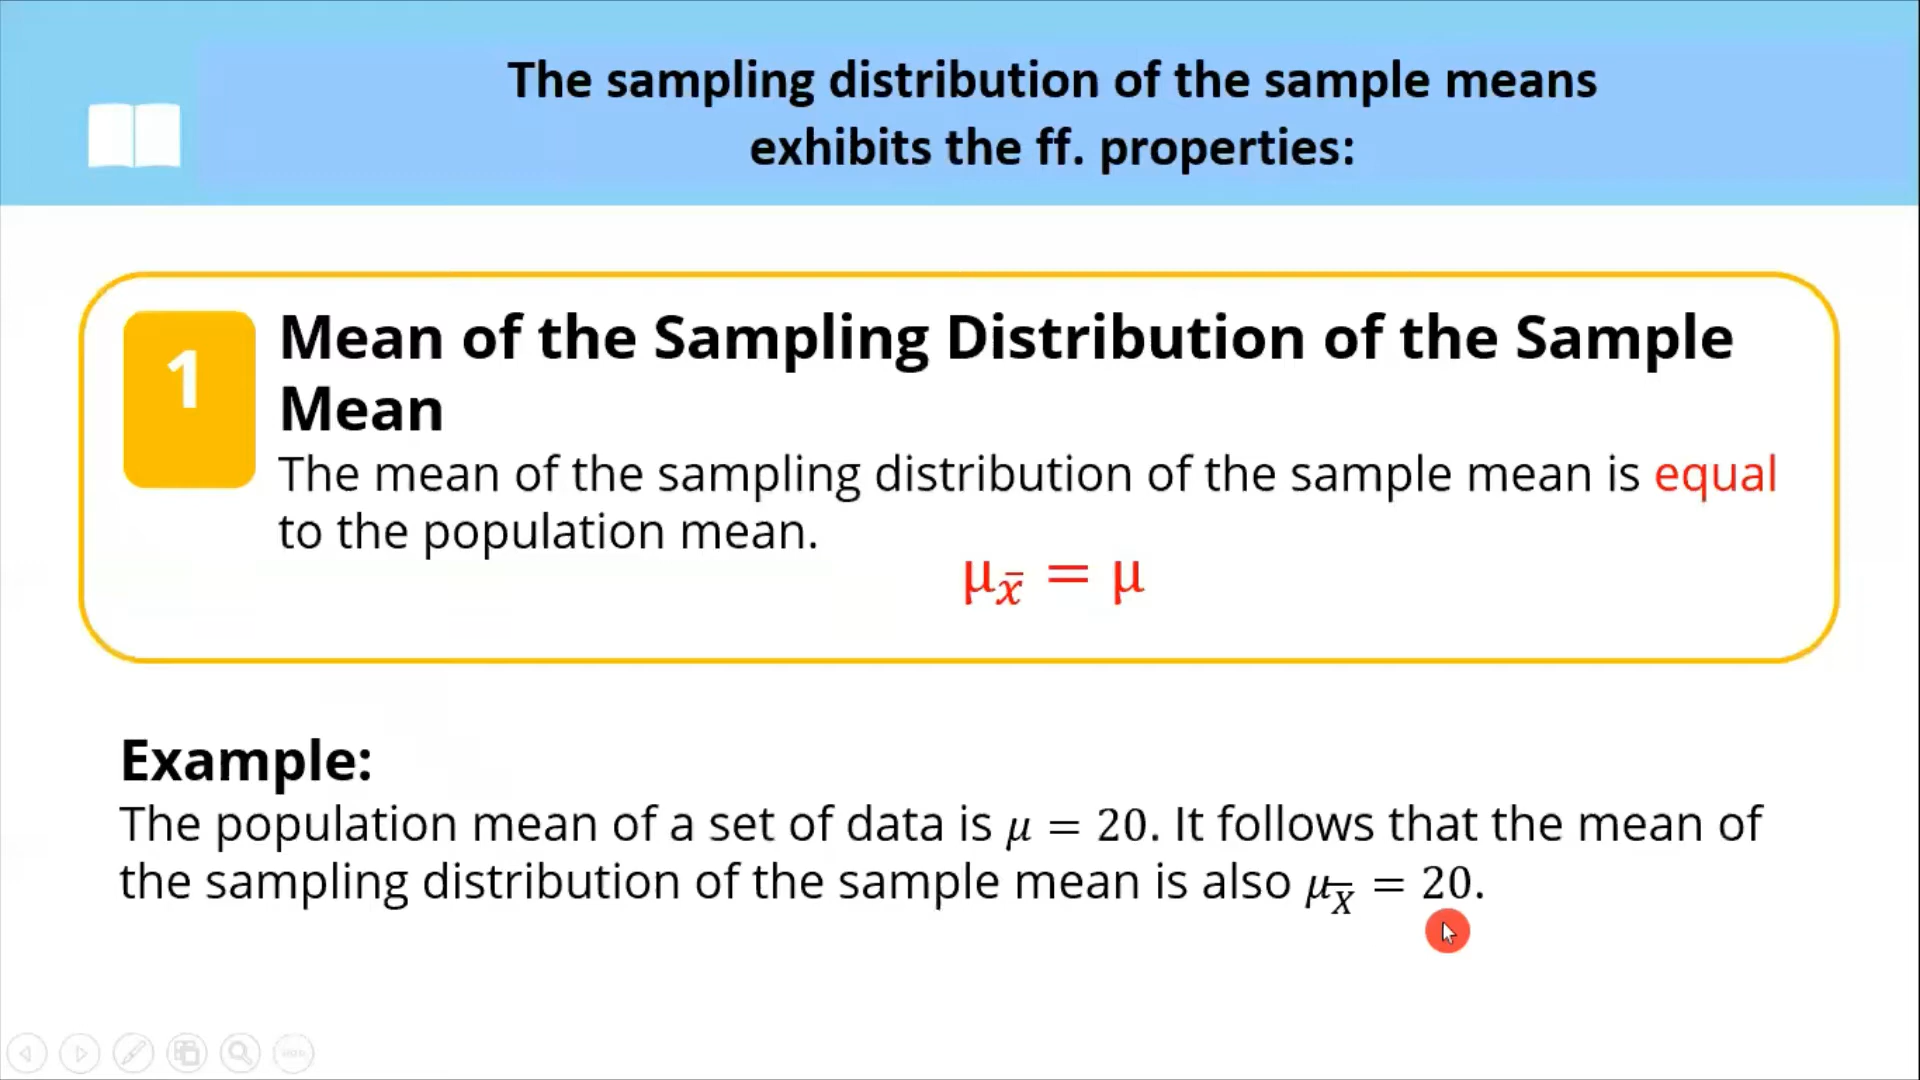 The sampling distribution of the sample means
exhibits the ff. properties:
1
Mean of the Sampling Distribution of the Sample
Mean
The mean of the sampling distribution of the sample mean is equal
to the population mean.
μ_x̄ = μ
Example:
The population mean of a set of data is μ = 20. It follows that the mean of
the sampling distribution of the sample mean is also μ_X̄ = 20.